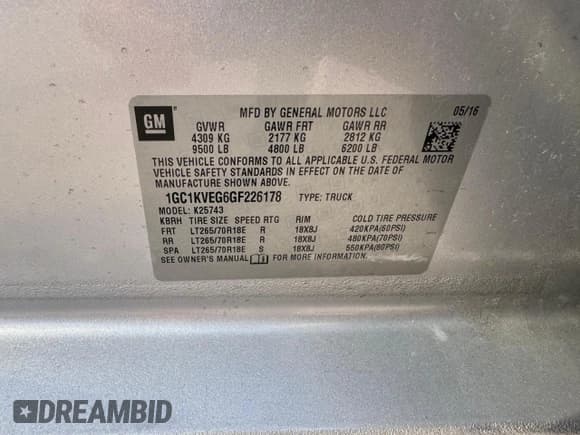 GM
MFD BY GENERAL MOTORS LLC 05/16
GVWR GAWR FRT GAWR RR
4309 KG 2177 KG 2812 KG
9500 LB 4800 LB 6200 LB
THIS VEHICLE CONFORMS TO ALL APPLICABLE U.S. FEDERAL MOTOR
VEHICLE SAFETY STANDARDS IN EFFECT ON THE DATE OF
MANUFACTURE SHOWN ABOVE.
1GC1KVEG6GF226178 TYPE: TRUCK
MODEL: K25743
KBRH TIRE SIZE SPEED RTG RIM COLD TIRE PRESSURE
FRT LT265/70R18E R 18X8J 420KPA(60PSI)
RR LT265/70R18E R 18X8J 480KPA(70PSI)
SPA LT265/70R18E S 18X8J 550KPA(80PSI)
SEE OWNER'S MANUAL FOR MORE INFORMATION.
DREAMBID